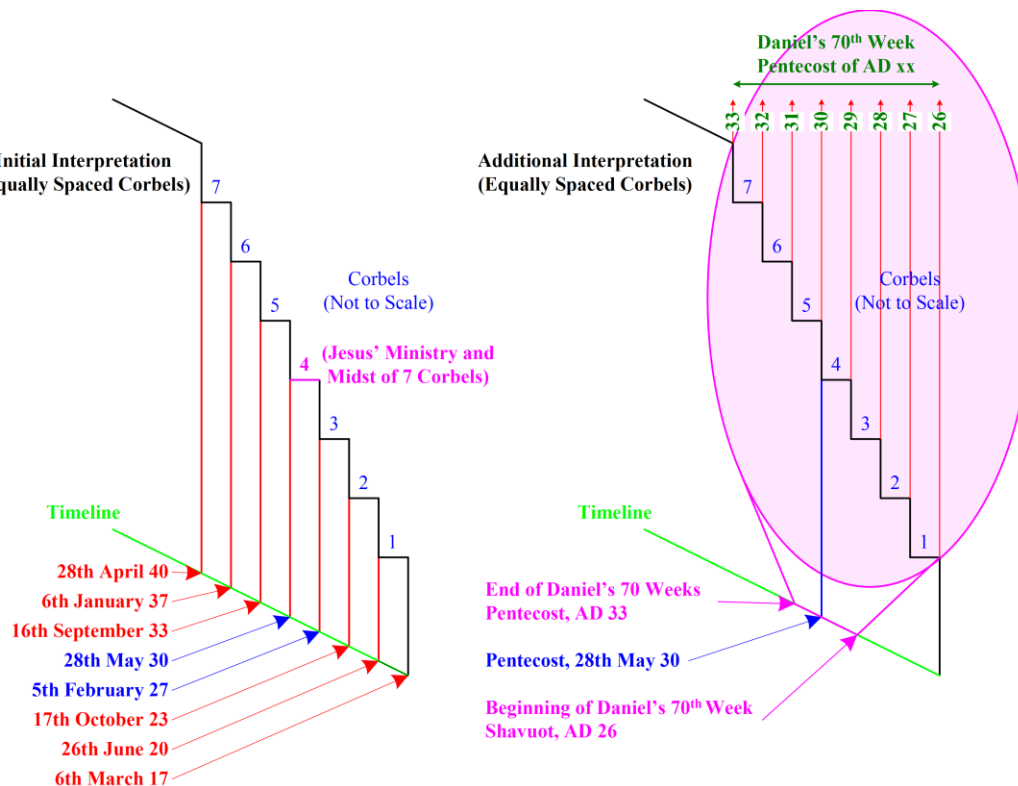 Initial Interpretation
qually Spaced Corbels)
7
6
5
4
3
2
1
Corbels
(Not to Scale)
(Jesus’ Ministry and
Midst of 7 Corbels)
Timeline
28th April 40
6th January 37
16th September 33
28th May 30
5th February 27
17th October 23
26th June 20
6th March 17
Daniel’s 70th Week
Pentecost of AD xx
33
32
31
30
29
28
27
26
Additional Interpretation
(Equally Spaced Corbels)
7
6
5
4
3
2
1
Corbels
(Not to Scale)
Timeline
End of Daniel’s 70 Weeks
Pentecost, AD 33
Pentecost, 28th May 30
Beginning of Daniel’s 70th Week
Shavuot, AD 26